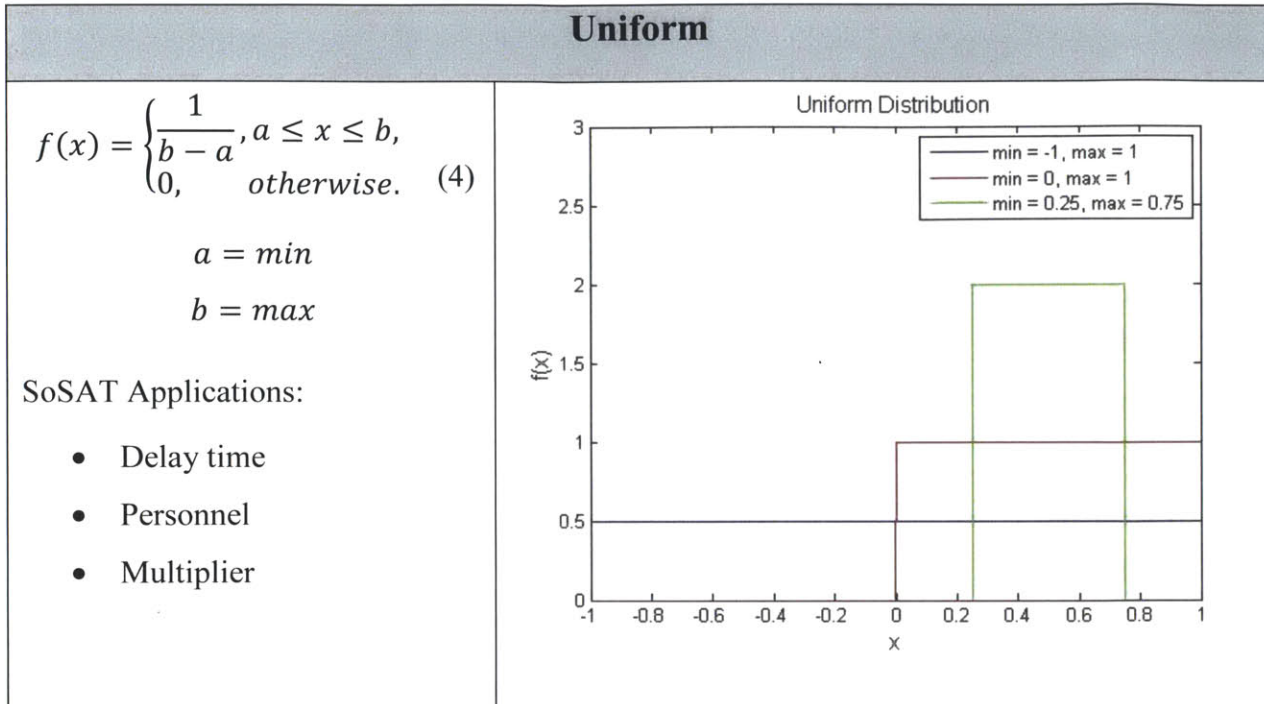 Uniform
f(x) = {1/(b − a), a ≤ x ≤ b,
0, otherwise. (4)
a = min
b = max
SoSAT Applications:
• Delay time
• Personnel
• Multiplier
Uniform Distribution
min = -1, max = 1
min = 0, max = 1
min = 0.25, max = 0.75
3
2.5
2
1.5
1
0.5
0
f(x)
-1 -0.8 -0.6 -0.4 -0.2 0 0.2 0.4 0.6 0.8 1
x